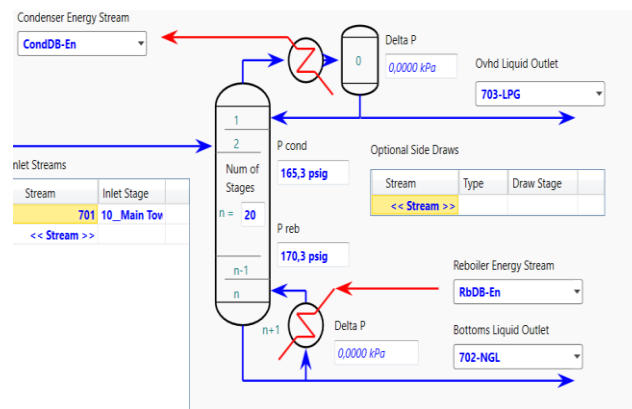 Condenser Energy Stream
CondDB-En
Delta P
0
0,0000 kPa
Ovhd Liquid Outlet
703-LPG
1
2
P cond
165,3 psig
Optional Side Draws
Stream Type Draw Stage
<< Stream >>
nlet Streams
Stream Inlet Stage
701 10__Main Tow
<< Stream >>
Num of
Stages
n = 20
P reb
170,3 psig
n-1
n
n+1
Delta P
0,0000 kPa
Reboiler Energy Stream
RbDB-En
Bottoms Liquid Outlet
702-NGL